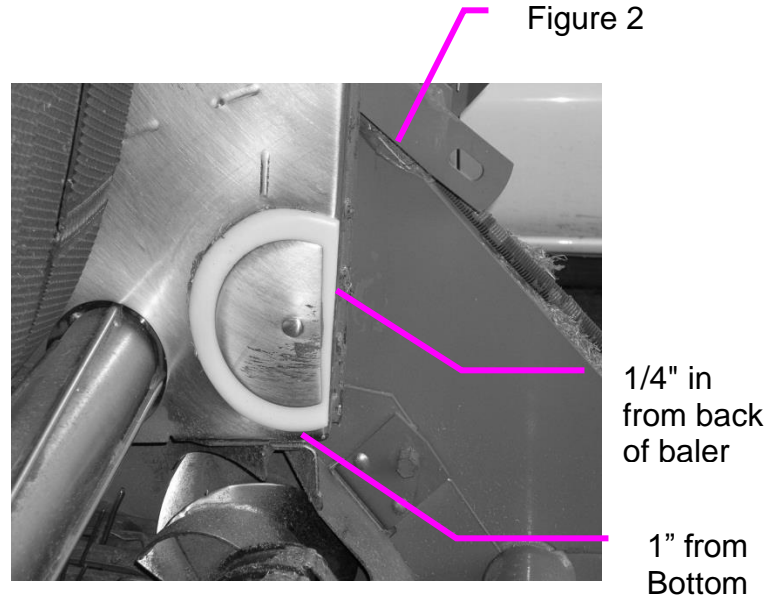 Figure 2
1/4" in
from back
of baler
1” from
Bottom